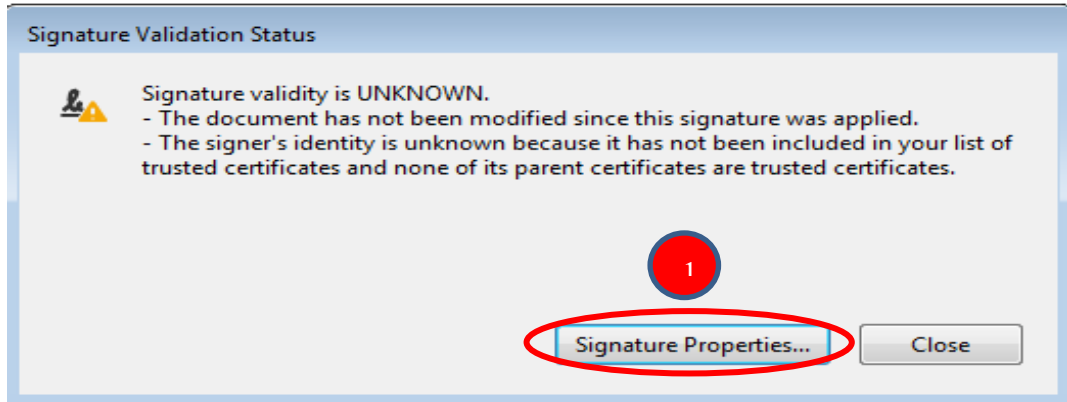 Signature Validation Status
Signature validity is UNKNOWN.
- The document has not been modified since this signature was applied.
- The signer's identity is unknown because it has not been included in your list of
trusted certificates and none of its parent certificates are trusted certificates.
1
Signature Properties...
Close